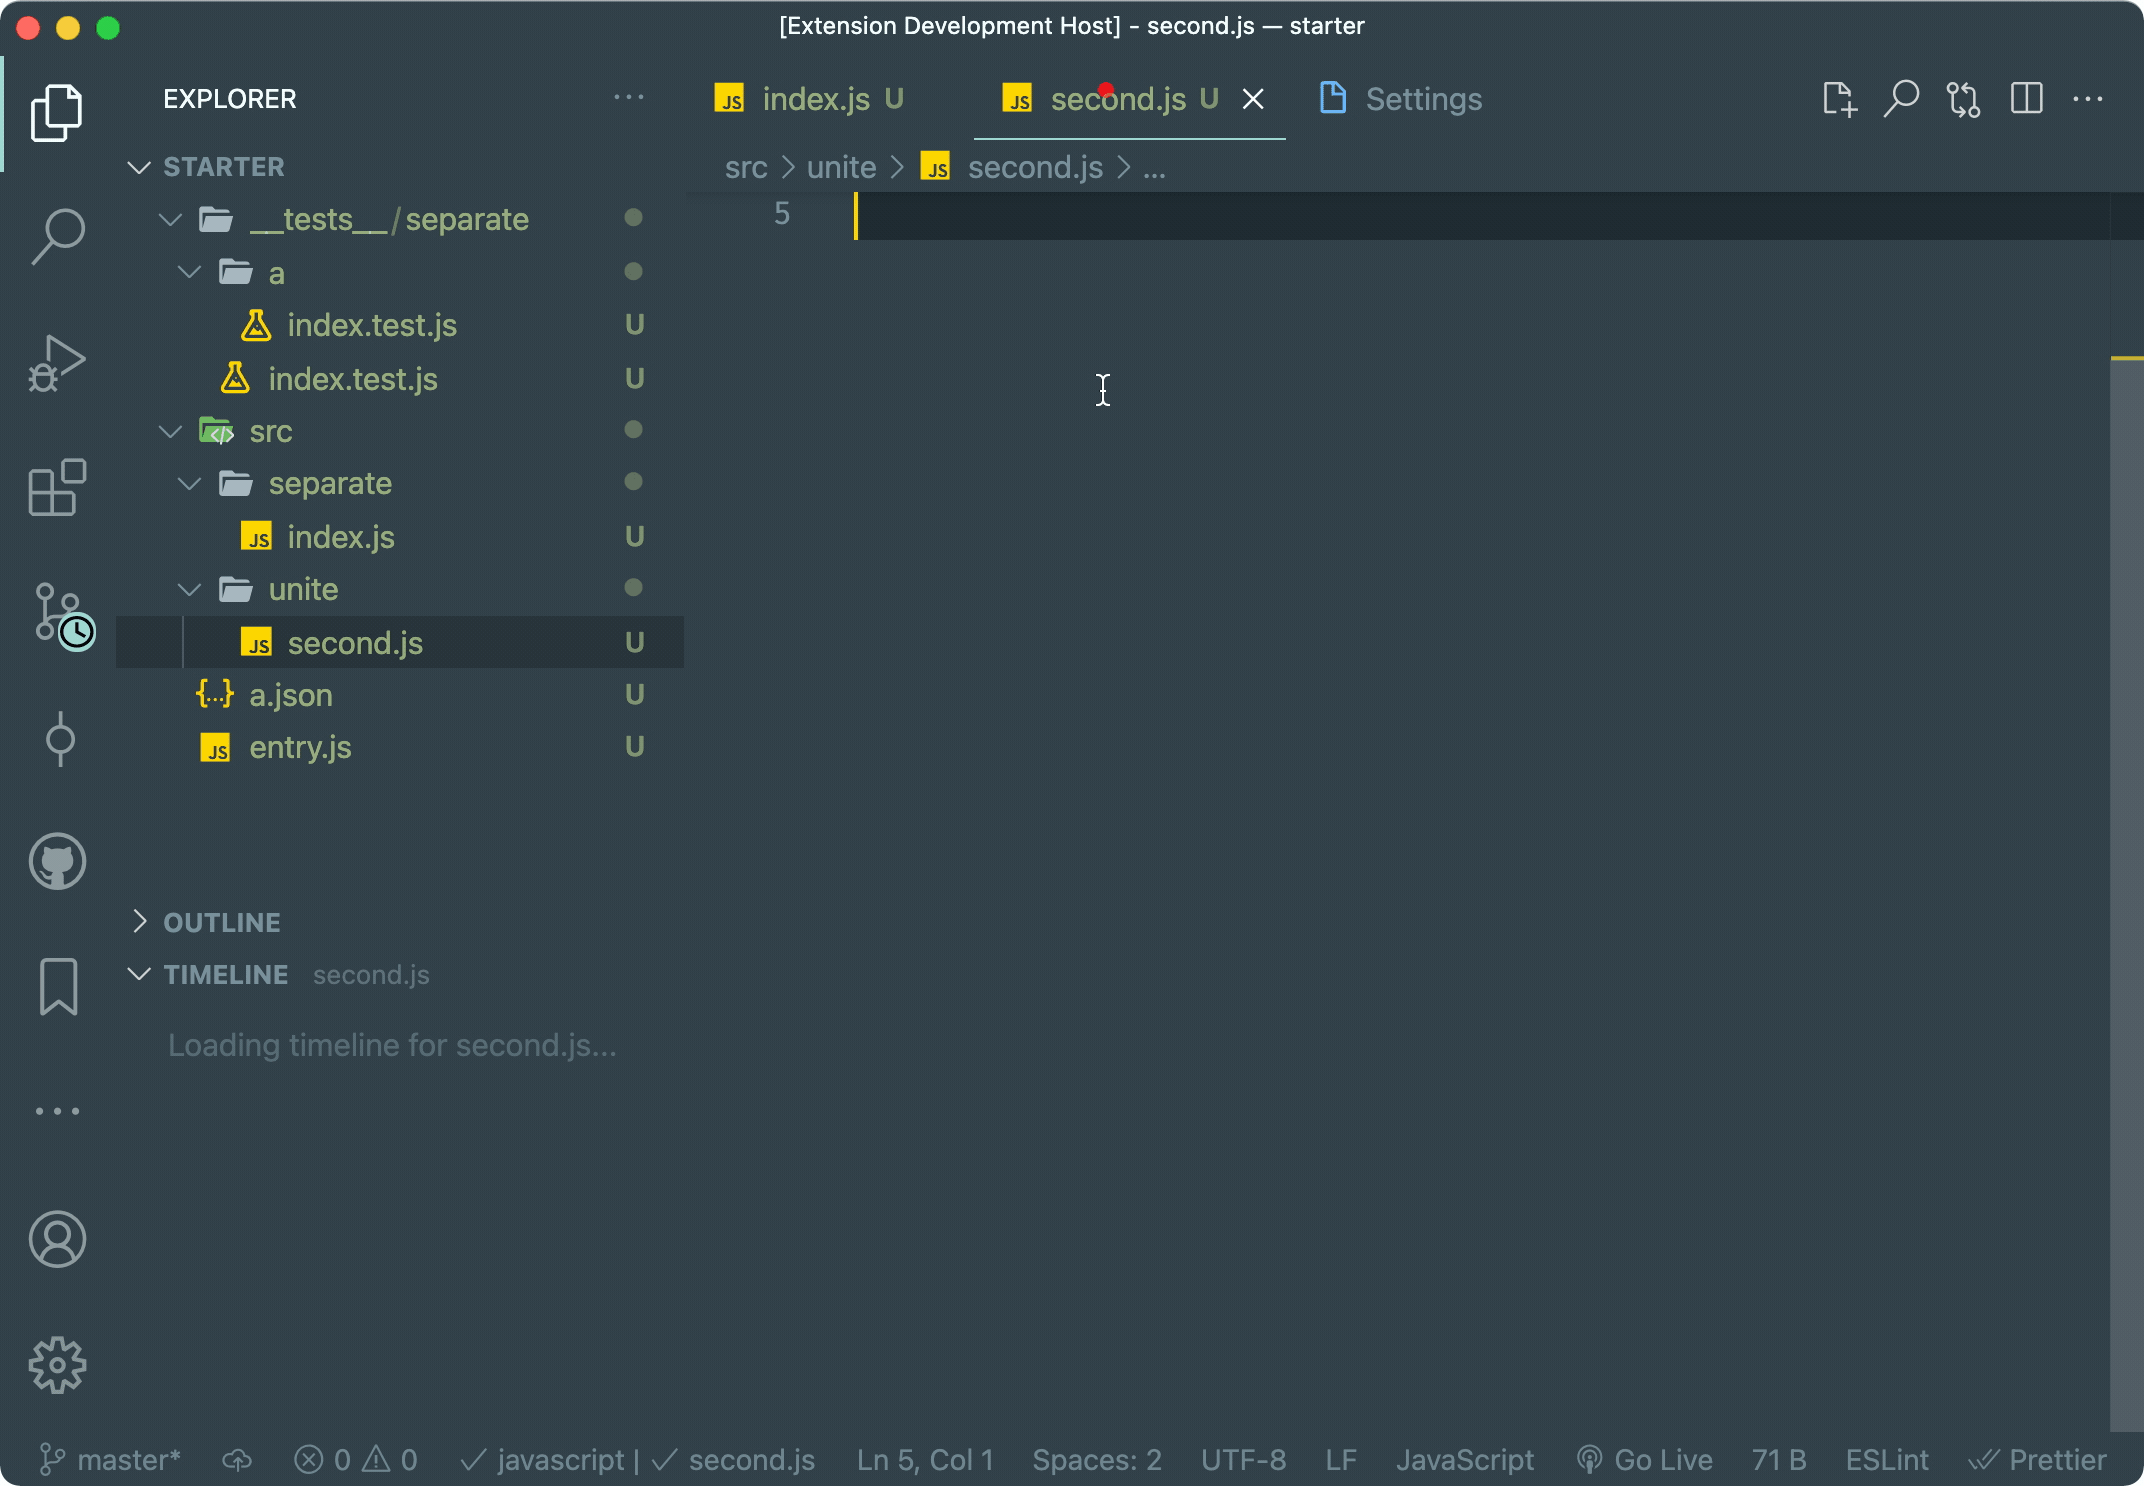 [Extension Development Host] - second.js — starter
EXPLORER ...
JS index.js U JS second.js U Settings ...
src > unite > JS second.js > ...
STARTER
__tests__/separate
a
index.test.js U
index.test.js U
src
separate
JS index.js U
unite
JS second.js U
{...} a.json U
JS entry.js U
5
OUTLINE
TIMELINE second.js
Loading timeline for second.js...
master* 0 0 javascript | second.js Ln 5, Col 1 Spaces: 2 UTF-8 LF JavaScript Go Live 71 B ESLint Prettier